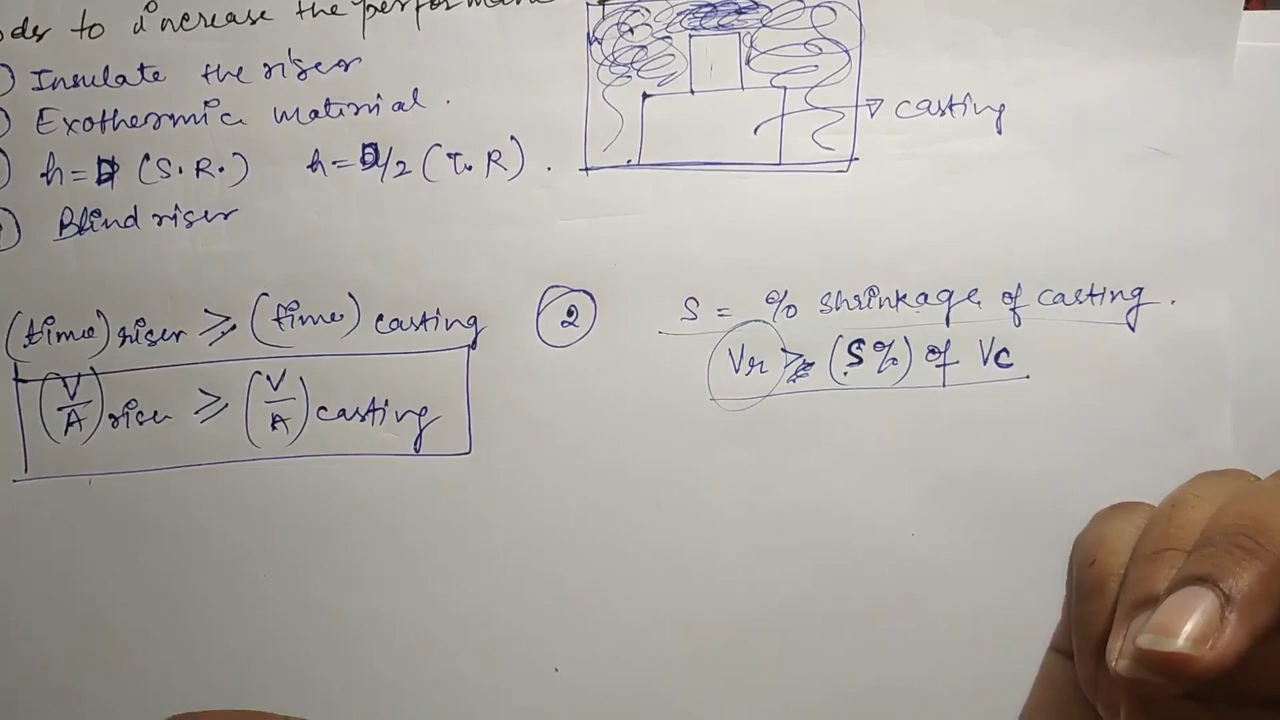 to increase the
Insulate the riser
Exothermic material.
h=D (S.R.) h=D/2 (T.R).
Blind riser
casting
(time) riser ≥ (time) casting
(V/A) riser ≥ (V/A) casting
2
S = % shrinkage of casting.
Vr ≥ (S%) of Vc